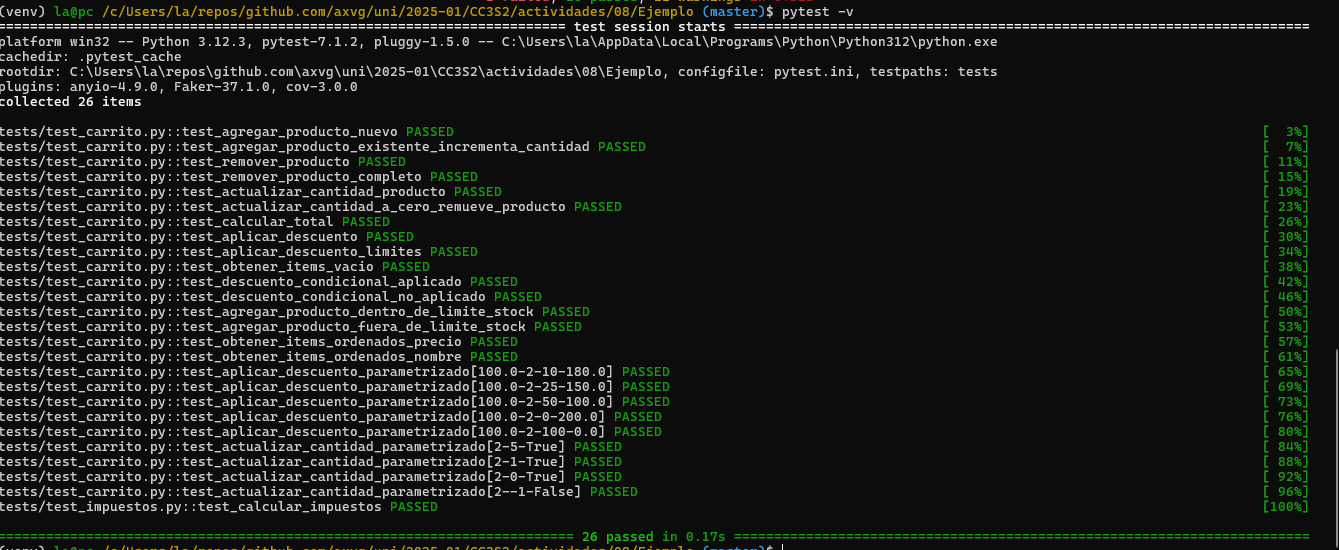 (venv) la@pc /c/Users/la/repos/github.com/axvg/uni/2025-01/CC3S2/actividades/08/Ejemplo (master)$ pytest -v
test session starts
platform win32 -- Python 3.12.3, pytest-7.1.2, pluggy-1.5.0 -- C:\Users\la\AppData\Local\Programs\Python\Python312\python.exe
cachedir: .pytest_cache
rootdir: C:\Users\la\repos\github.com\axvg\uni\2025-01\CC3S2\actividades\08\Ejemplo, configfile: pytest.ini, testpaths: tests
plugins: anyio-4.9.0, Faker-37.1.0, cov-3.0.0
collected 26 items
tests/test_carrito.py::test_agregar_producto_nuevo PASSED [ 3%]
tests/test_carrito.py::test_agregar_producto_existente_incrementa_cantidad PASSED [ 7%]
tests/test_carrito.py::test_remover_producto PASSED [ 11%]
tests/test_carrito.py::test_remover_producto_completo PASSED [ 15%]
tests/test_carrito.py::test_actualizar_cantidad_producto PASSED [ 19%]
tests/test_carrito.py::test_actualizar_cantidad_a_cero_remueve_producto PASSED [ 23%]
tests/test_carrito.py::test_calcular_total PASSED [ 26%]
tests/test_carrito.py::test_aplicar_descuento PASSED [ 30%]
tests/test_carrito.py::test_aplicar_descuento_limites PASSED [ 34%]
tests/test_carrito.py::test_obtener_items_vacio PASSED [ 38%]
tests/test_carrito.py::test_descuento_condicional_aplicado PASSED [ 42%]
tests/test_carrito.py::test_descuento_condicional_no_aplicado PASSED [ 46%]
tests/test_carrito.py::test_agregar_producto_dentro_de_limite_stock PASSED [ 50%]
tests/test_carrito.py::test_agregar_producto_fuera_de_limite_stock PASSED [ 53%]
tests/test_carrito.py::test_obtener_items_ordenados_precio PASSED [ 57%]
tests/test_carrito.py::test_obtener_items_ordenados_nombre PASSED [ 61%]
tests/test_carrito.py::test_aplicar_descuento_parametrizado[100.0-2-10-180.0] PASSED [ 65%]
tests/test_carrito.py::test_aplicar_descuento_parametrizado[100.0-2-25-150.0] PASSED [ 69%]
tests/test_carrito.py::test_aplicar_descuento_parametrizado[100.0-2-50-100.0] PASSED [ 73%]
tests/test_carrito.py::test_aplicar_descuento_parametrizado[100.0-2-0-200.0] PASSED [ 76%]
tests/test_carrito.py::test_aplicar_descuento_parametrizado[100.0-2-100-0.0] PASSED [ 80%]
tests/test_carrito.py::test_actualizar_cantidad_parametrizado[2-5-True] PASSED [ 84%]
tests/test_carrito.py::test_actualizar_cantidad_parametrizado[2-1-True] PASSED [ 88%]
tests/test_carrito.py::test_actualizar_cantidad_parametrizado[2-0-True] PASSED [ 92%]
tests/test_carrito.py::test_actualizar_cantidad_parametrizado[2--1-False] PASSED [ 96%]
tests/test_impuestos.py::test_calcular_impuestos PASSED [100%]
26 passed in 0.17s
(venv) la@pc /c/Users/la/repos/github.com/axvg/uni/2025-01/CC3S2/actividades/08/Ejemplo (master)$